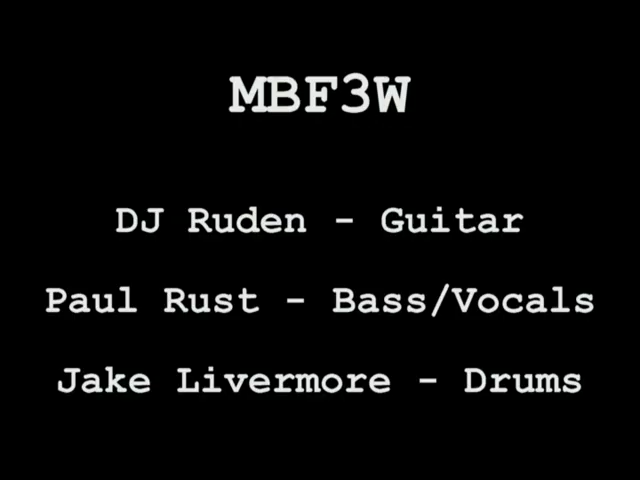 MBF3W
DJ Ruden - Guitar
Paul Rust - Bass/Vocals
Jake Livermore - Drums